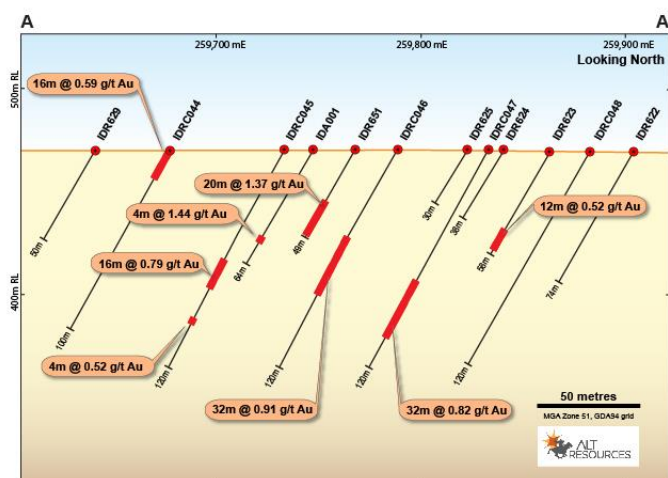 A
A
259,700 mE
259,800 mE
259,900 mE
Looking North
500m RL
400m RL
16m @ 0.59 g/t Au
IDR629
IDRC044
IDRC045
IDA001
IDR651
IDRC046
IDR625
IDRC047
IDR624
IDR623
IDRC048
IDR622
20m @ 1.37 g/t Au
4m @ 1.44 g/t Au
12m @ 0.52 g/t Au
16m @ 0.79 g/t Au
4m @ 0.52 g/t Au
32m @ 0.91 g/t Au
32m @ 0.82 g/t Au
50m
100m
120m
64m
49m
120m
30m
120m
38m
58m
120m
74m
50 metres
MGA Zone 51, GDA94 grid
ALT
RESOURCES